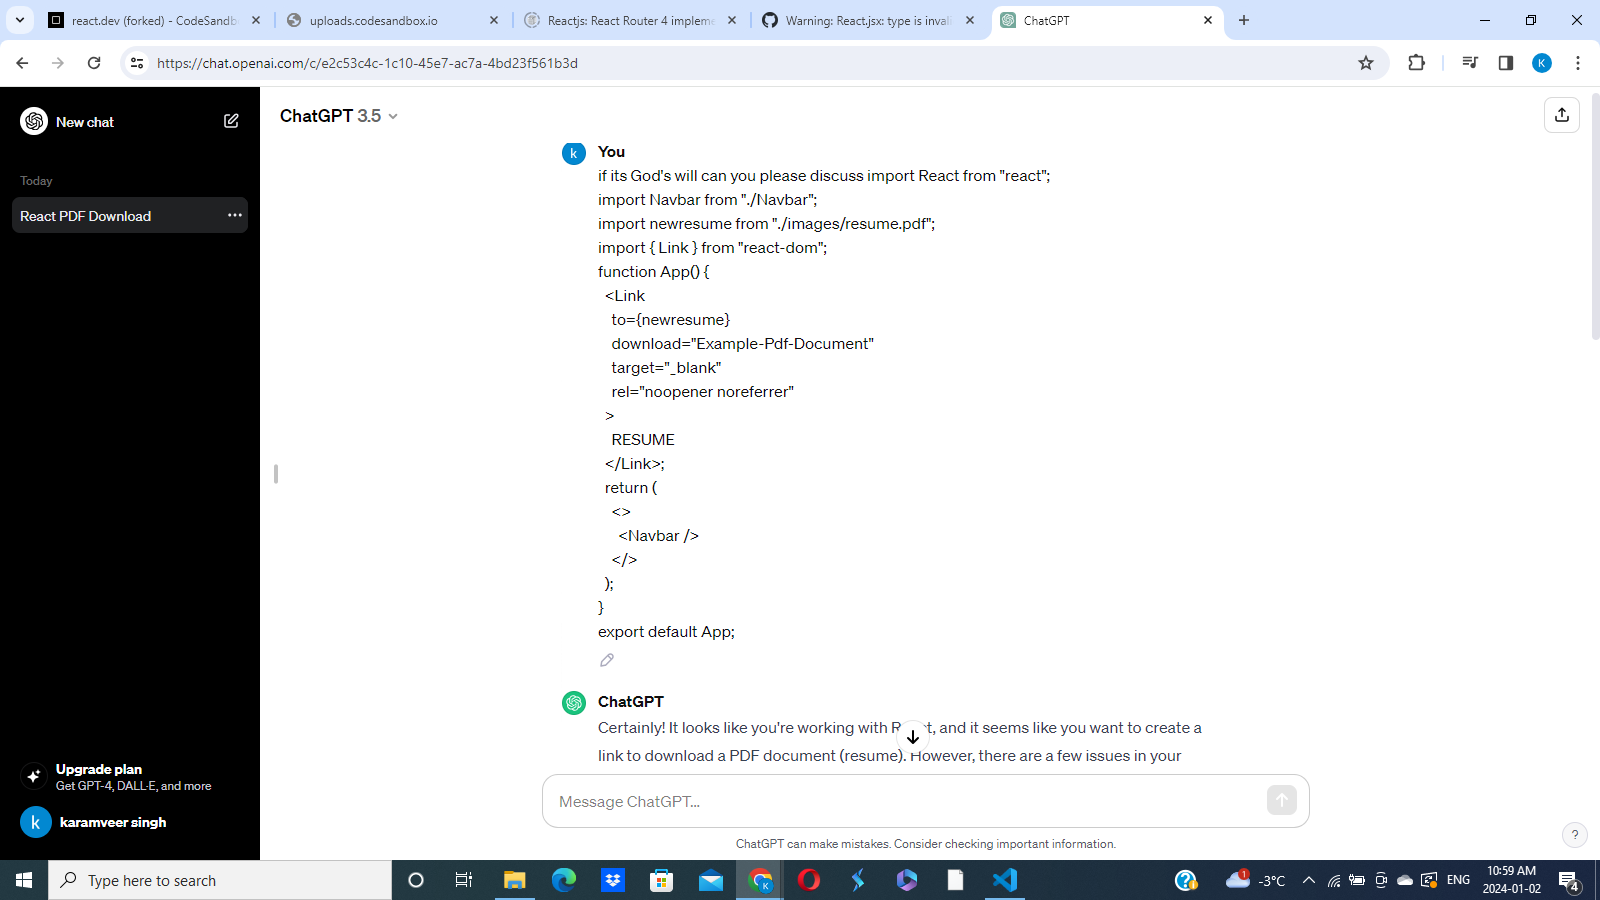 react.dev (forked) - CodeSandb
uploads.codesandbox.io
Reactjs: React Router 4 impleme
Warning: React.jsx: type is invali
ChatGPT
https://chat.openai.com/c/e2c53c4c-1c10-45e7-ac7a-4bd23f561b3d
K
New chat
Today
React PDF Download
ChatGPT 3.5
k
You
if its God's will can you please discuss import React from "react";
import Navbar from "./Navbar";
import newresume from "./images/resume.pdf";
import { Link } from "react-dom";
function App() {
<Link
to={newresume}
download="Example-Pdf-Document"
target="_blank"
rel="noopener noreferrer"
>
RESUME
</Link>;
return (
<>
<Navbar />
</>
);
}
export default App;
ChatGPT
Certainly! It looks like you're working with R t, and it seems like you want to create a
link to download a PDF document (resume). However, there are a few issues in your
Upgrade plan
Get GPT-4, DALL·E, and more
k
karamveer singh
Message ChatGPT...
ChatGPT can make mistakes. Consider checking important information.
?
Type here to search
K
1
-3°C
ENG
10:59 AM
2024-01-02
4